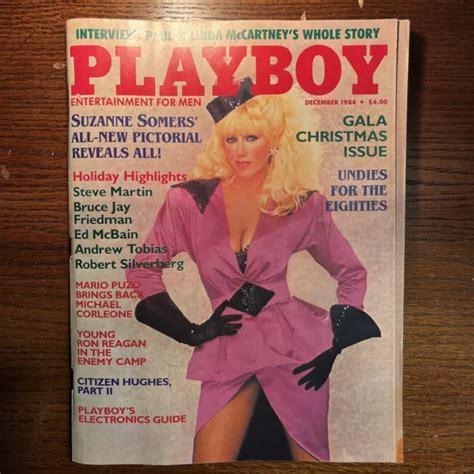 INTERVIEW: PAUL & LINDA McCARTNEY'S WHOLE STORY
PLAYBOY
ENTERTAINMENT FOR MEN
DECEMBER 1984 • $4.00
SUZANNE SOMERS'
ALL-NEW PICTORIAL
REVEALS ALL!
GALA
CHRISTMAS
ISSUE
UNDIES
FOR THE
EIGHTIES
Holiday Highlights
Steve Martin
Bruce Jay
Friedman
Ed McBain
Andrew Tobias
Robert Silverberg
MARIO PUZO
BRINGS BACK
MICHAEL
CORLEONE
YOUNG
RON REAGAN
IN THE
ENEMY CAMP
CITIZEN HUGHES,
PART II
PLAYBOY'S
ELECTRONICS GUIDE